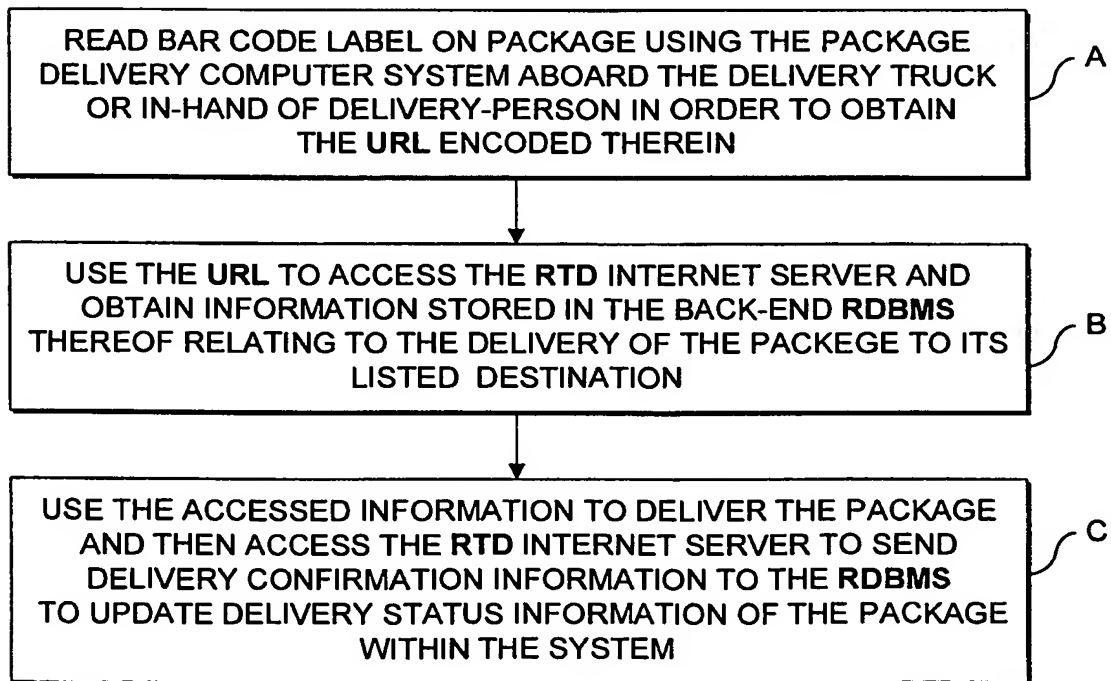 READ BAR CODE LABEL ON PACKAGE USING THE PACKAGE
DELIVERY COMPUTER SYSTEM ABOARD THE DELIVERY TRUCK
OR IN-HAND OF DELIVERY-PERSON IN ORDER TO OBTAIN
THE URL ENCODED THEREIN
A
USE THE URL TO ACCESS THE RTD INTERNET SERVER AND
OBTAIN INFORMATION STORED IN THE BACK-END RDBMS
THEREOF RELATING TO THE DELIVERY OF THE PACKEGE TO ITS
LISTED DESTINATION
B
USE THE ACCESSED INFORMATION TO DELIVER THE PACKAGE
AND THEN ACCESS THE RTD INTERNET SERVER TO SEND
DELIVERY CONFIRMATION INFORMATION TO THE RDBMS
TO UPDATE DELIVERY STATUS INFORMATION OF THE PACKAGE
WITHIN THE SYSTEM
C